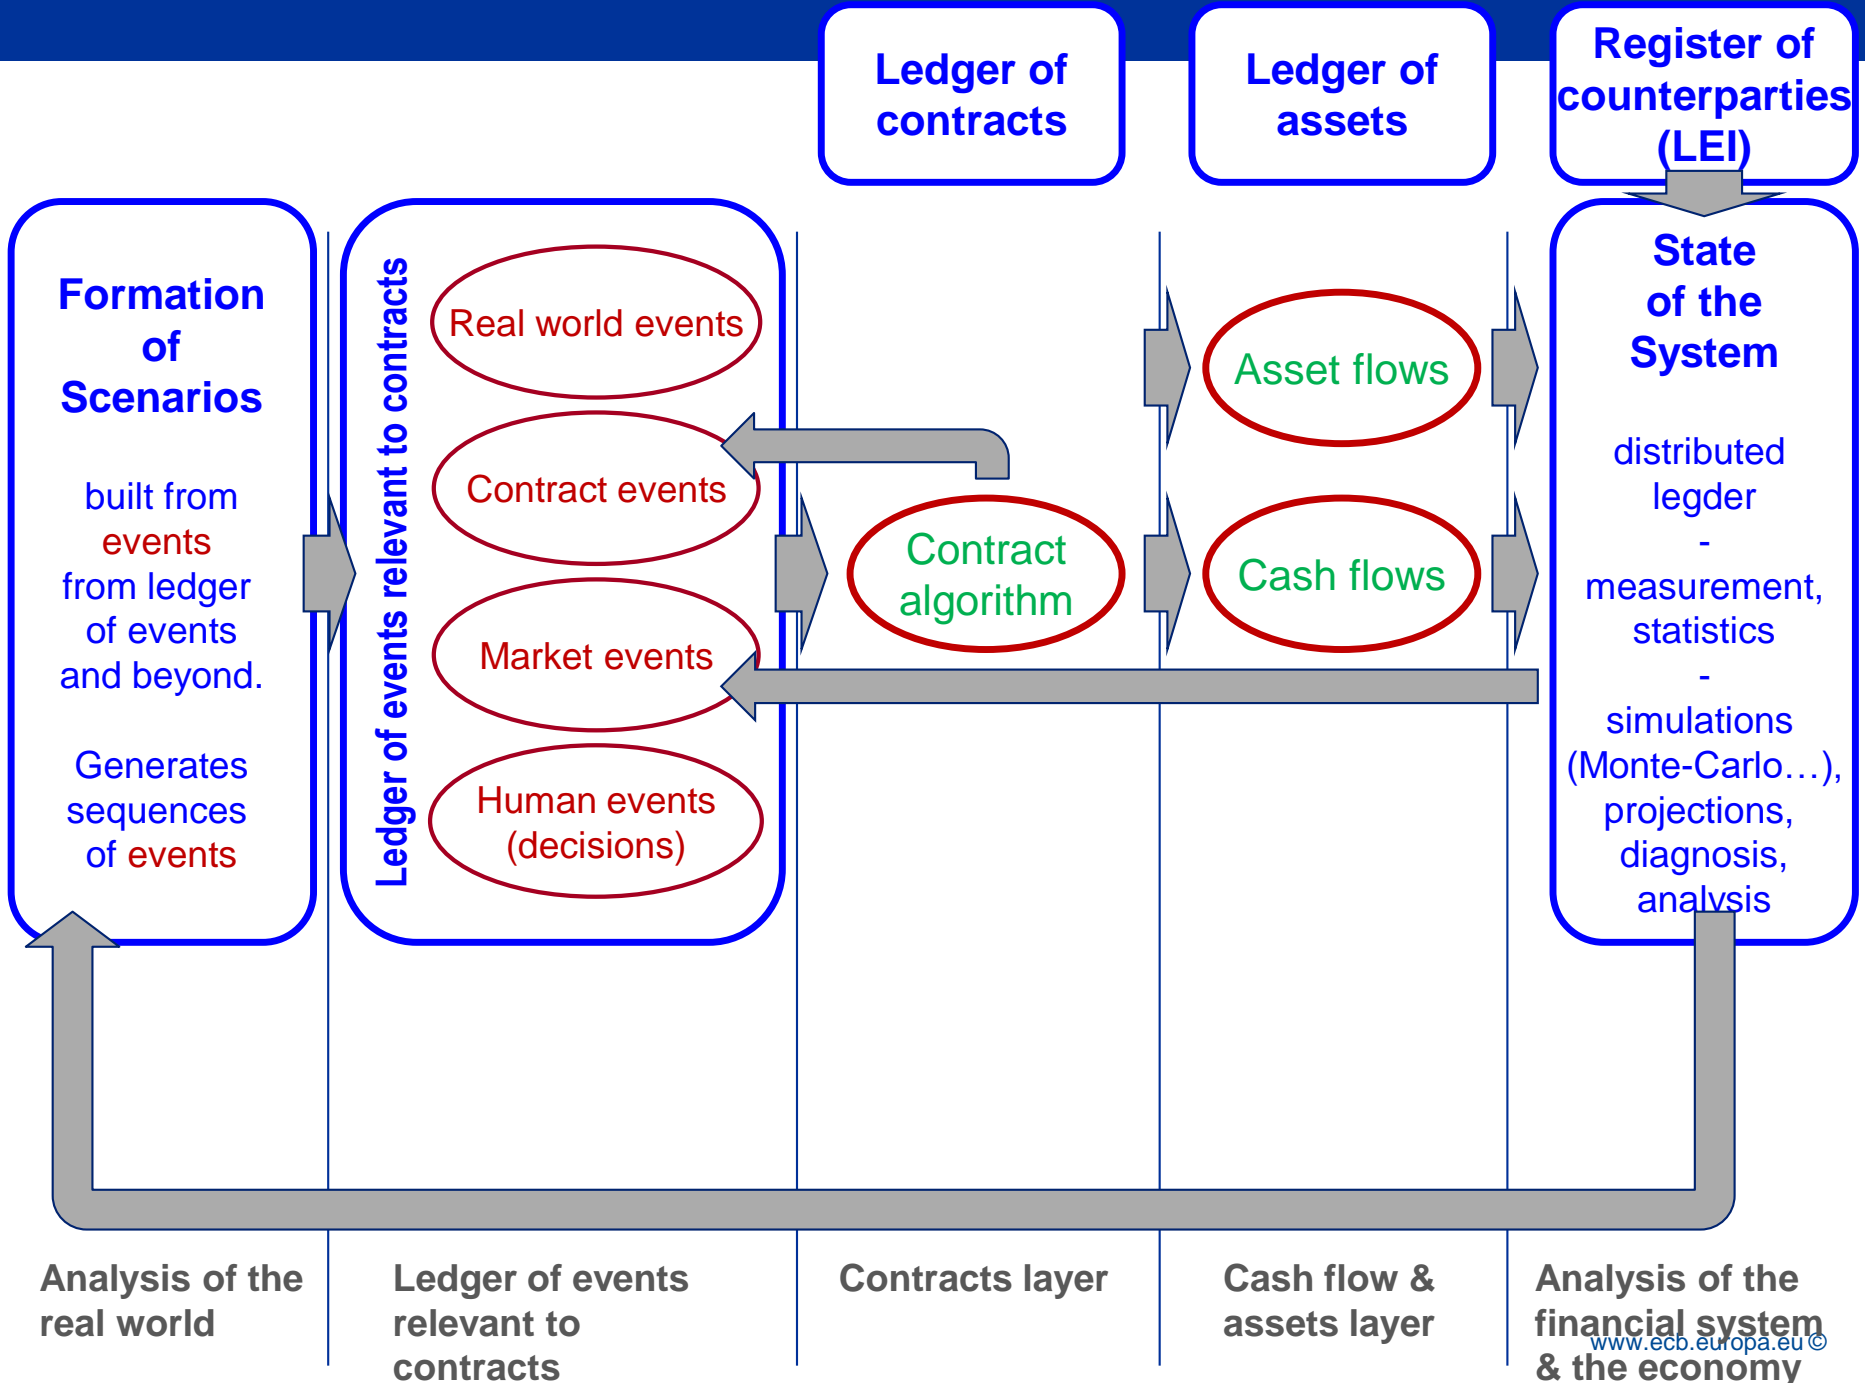 Ledger of
contracts
Ledger of
assets
Register of
counterparties
(LEI)
Formation
of
Scenarios
built from
events
from ledger
of events
and beyond.
Generates
sequences
of events
Ledger of events relevant to contracts
Real world events
Contract events
Market events
Human events
(decisions)
Contract
algorithm
Asset flows
Cash flows
State
of the
System
distributed
legder
-
measurement,
statistics
-
simulations
(Monte-Carlo…),
projections,
diagnosis,
analysis
Analysis of the
real world
Ledger of events
relevant to
contracts
Contracts layer
Cash flow &
assets layer
Analysis of the
financial system
& the economy
www.ecb.europa.eu ©